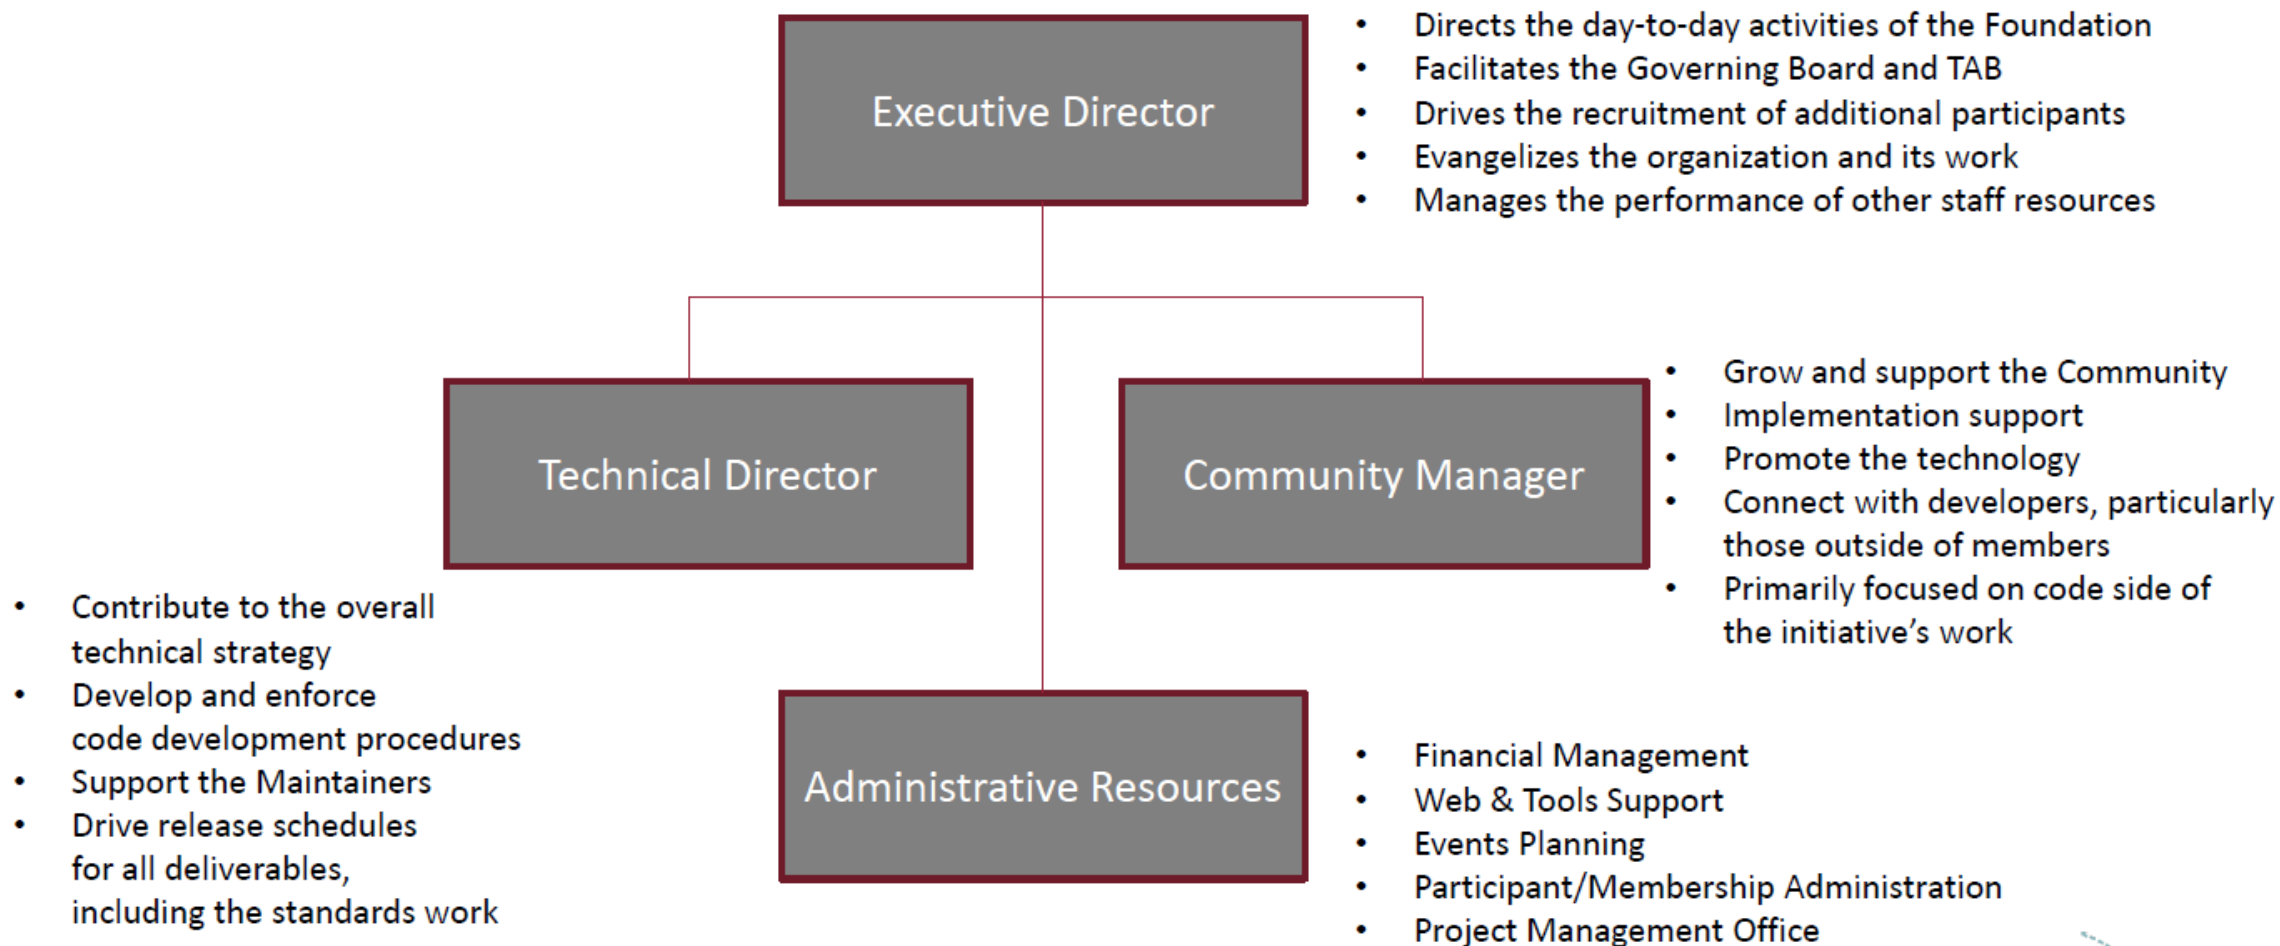 Executive Director
• Directs the day-to-day activities of the Foundation
• Facilitates the Governing Board and TAB
• Drives the recruitment of additional participants
• Evangelizes the organization and its work
• Manages the performance of other staff resources
Technical Director
• Contribute to the overall
technical strategy
• Develop and enforce
code development procedures
• Support the Maintainers
• Drive release schedules
for all deliverables,
including the standards work
Community Manager
• Grow and support the Community
• Implementation support
• Promote the technology
• Connect with developers, particularly
those outside of members
• Primarily focused on code side of
the initiative’s work
Administrative Resources
• Financial Management
• Web & Tools Support
• Events Planning
• Participant/Membership Administration
• Project Management Office